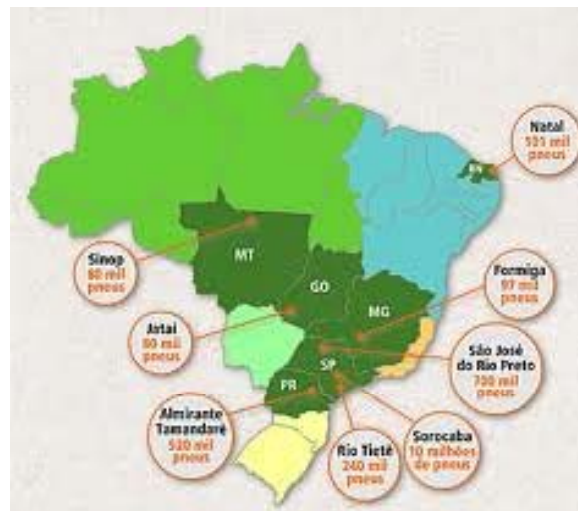 Natal
101 mil
pneus
RN
Sinop
80 mil
pneus
MT
GO
MG
Formiga
97 mil
pneus
Jataí
80 mil
pneus
São José
do Rio Preto
700 mil
pneus
SP
PR
Almirante
Tamandaré
520 mil
pneus
Rio Tietê
240 mil
pneus
Sorocaba
10 milhões
de pneus